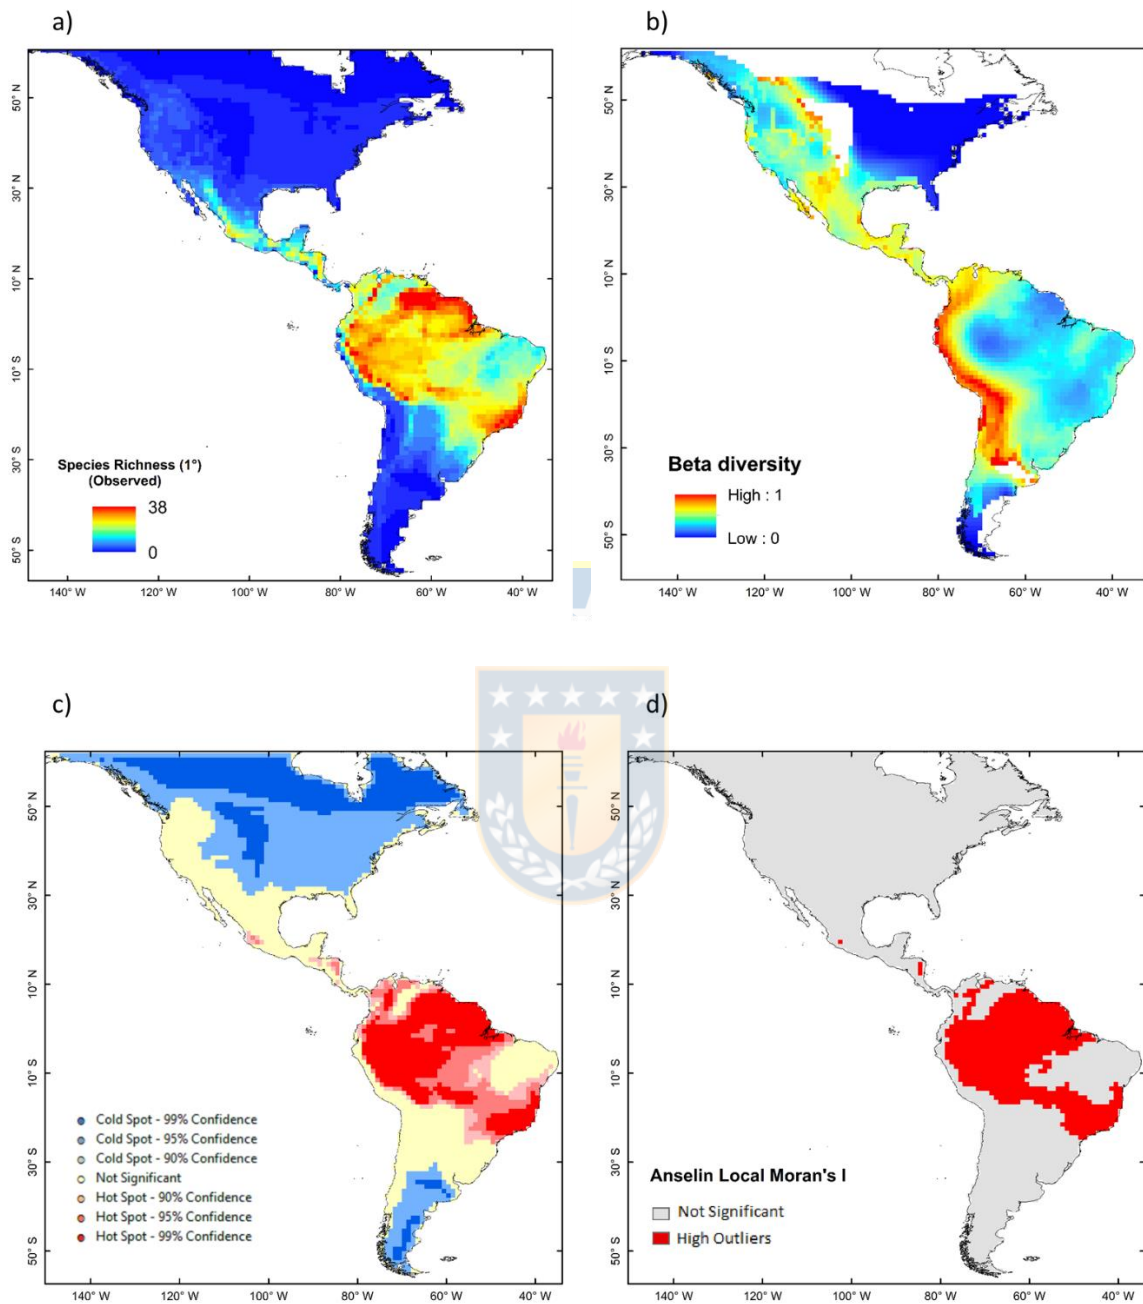 a)
50° N
30° N
10° N
10° S
30° S
50° S
Species Richness (1°)
(Observed)
38
0
140° W 120° W 100° W 80° W 60° W 40° W
b)
50° N
30° N
10° N
10° S
30° S
50° S
Beta diversity
High : 1
Low : 0
140° W 120° W 100° W 80° W 60° W 40° W
c)
50° N
30° N
10° N
10° S
30° S
50° S
Cold Spot - 99% Confidence
Cold Spot - 95% Confidence
Cold Spot - 90% Confidence
Not Significant
Hot Spot - 90% Confidence
Hot Spot - 95% Confidence
Hot Spot - 99% Confidence
140° W 120° W 100° W 80° W 60° W 40° W
d)
50° N
30° N
10° N
10° S
30° S
50° S
Anselin Local Moran's I
Not Significant
High Outliers
140° W 120° W 100° W 80° W 60° W 40° W